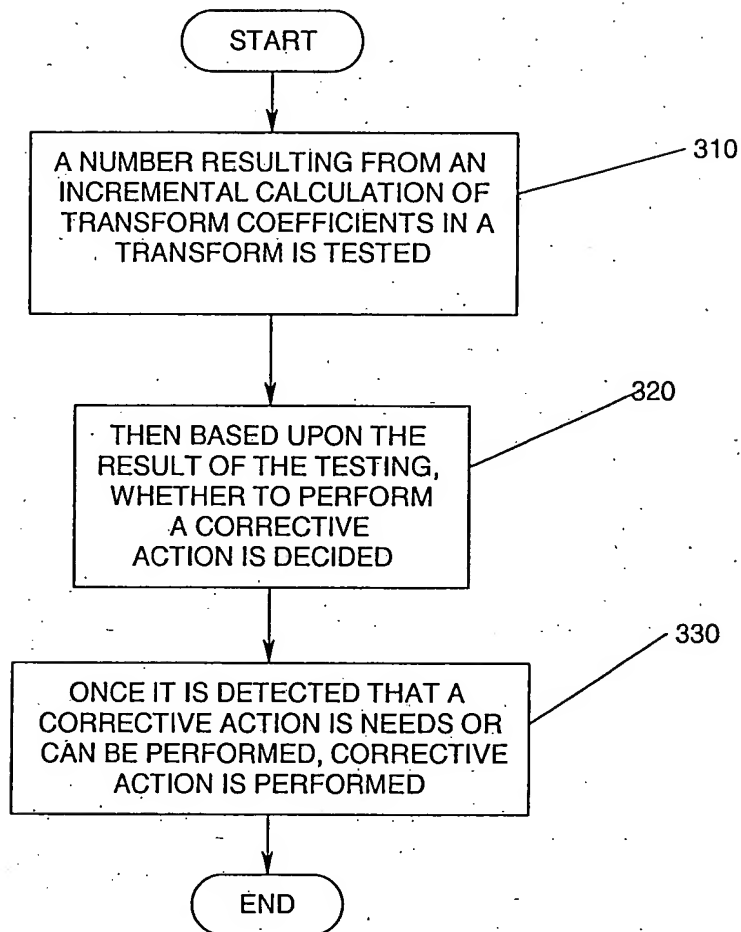 START
A NUMBER RESULTING FROM AN
INCREMENTAL CALCULATION OF
TRANSFORM COEFFICIENTS IN A
TRANSFORM IS TESTED
310
THEN BASED UPON THE
RESULT OF THE TESTING,
WHETHER TO PERFORM
A CORRECTIVE
ACTION IS DECIDED
320
ONCE IT IS DETECTED THAT A
CORRECTIVE ACTION IS NEEDS OR
CAN BE PERFORMED, CORRECTIVE
ACTION IS PERFORMED
330
END